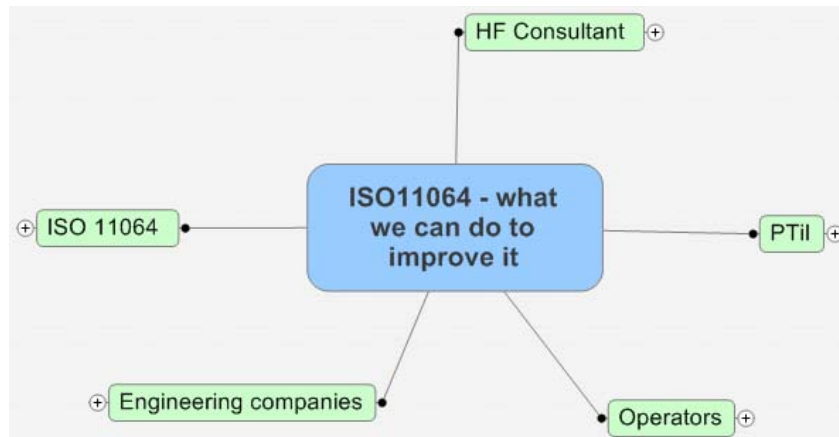 HF Consultant
ISO11064 - what
we can do to
improve it
ISO 11064
PTil
Engineering companies
Operators